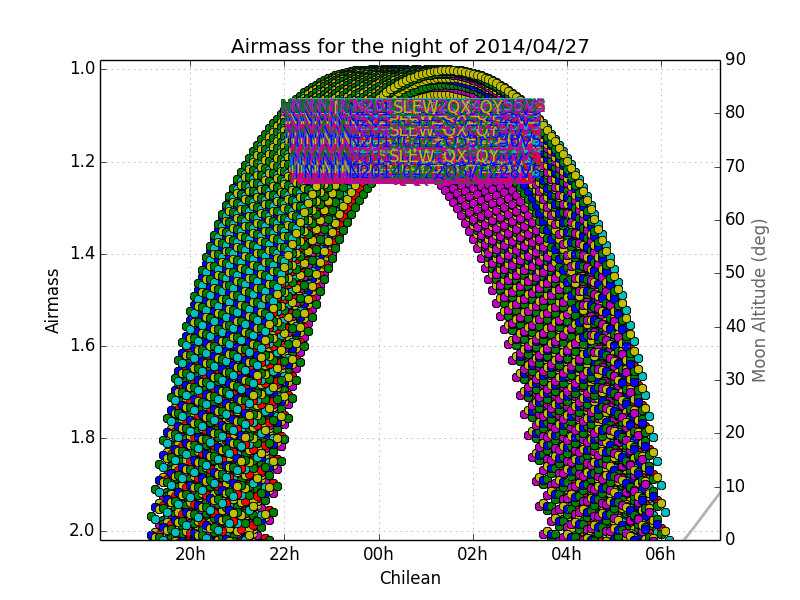 Airmass for the night of 2014/04/27
1.0
1.2
1.4
1.6
1.8
2.0
Airmass
90
80
70
60
50
40
30
20
10
0
Moon Altitude (deg)
SLEW_QX_QY
SLEW_QX_QY
SLEW_QX_QY
20h
22h
00h
02h
04h
06h
Chilean